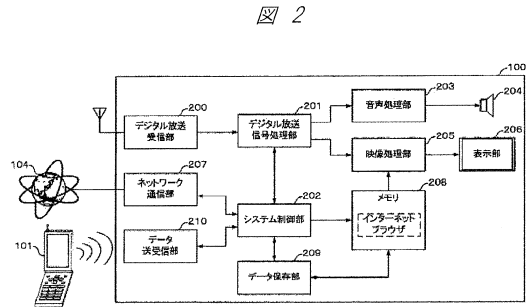 図 2
100
200
デジタル放送
受信部
201
デジタル放送
信号処理部
203
音声処理部
204
205
映像処理部
206
表示部
104
207
ネットワーク
通信部
208
メモリ
インターネット
ブラウザ
202
システム制御部
210
データ
送受信部
101
209
データ保存部